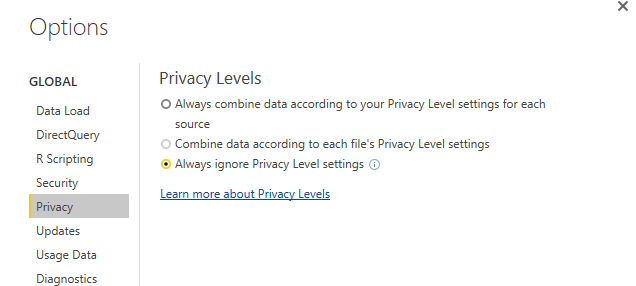 Options
GLOBAL
Data Load
DirectQuery
R Scripting
Security
Privacy
Updates
Usage Data
Diagnostics
Privacy Levels
Always combine data according to your Privacy Level settings for each
source
Combine data according to each file's Privacy Level settings
Always ignore Privacy Level settings
Learn more about Privacy Levels